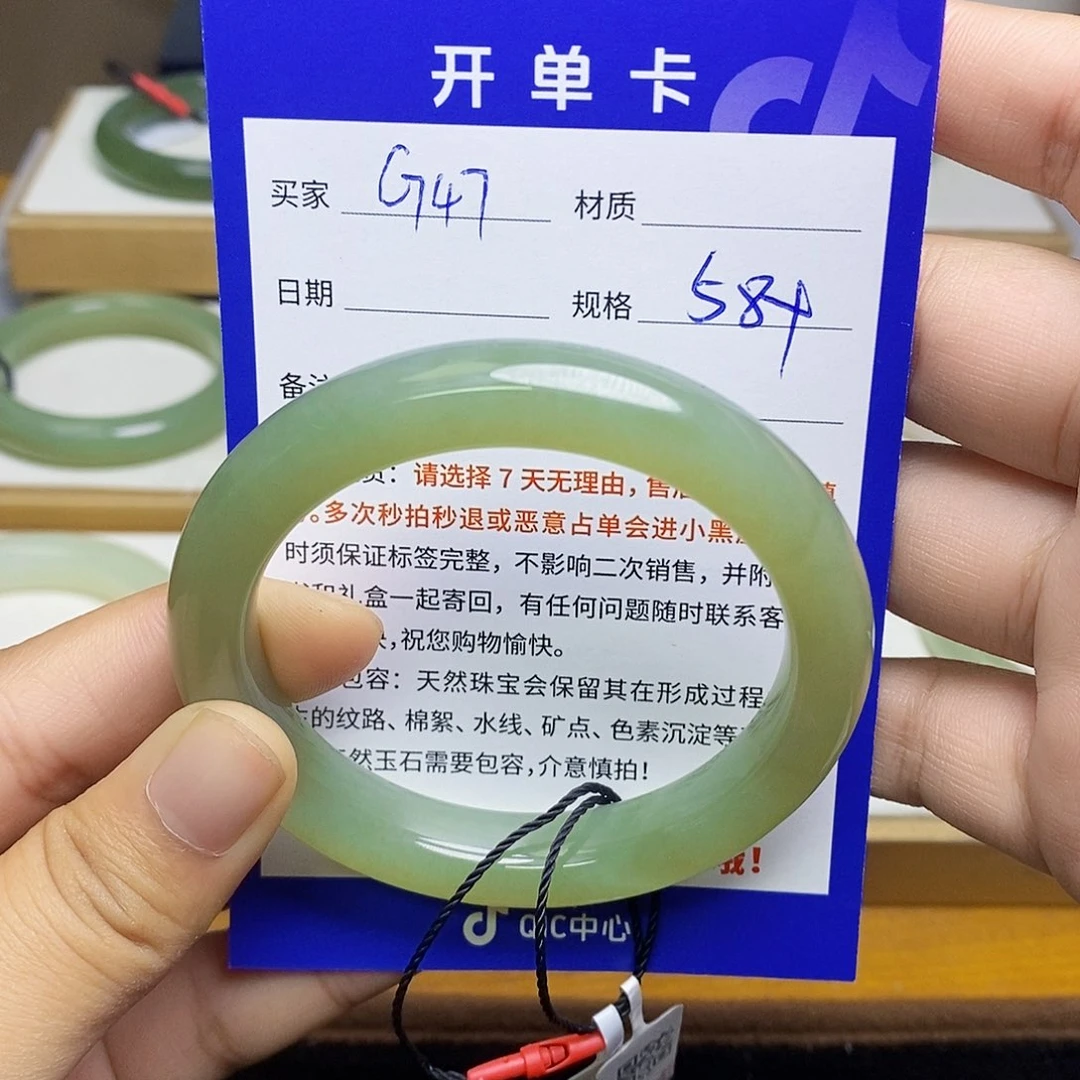 开单卡
买家 G47 材质
日期 规格 584
备注
请选择7天无理由，售后
。多次秒拍秒退或恶意占单会进小黑
时须保证标签完整，不影响二次销售，并附
和礼盒一起寄回，有任何问题随时联系客
，祝您购物愉快。
包容：天然珠宝会保留其在形成过程
的纹路、棉絮、水线、矿点、色素沉淀等
然玉石需要包容，介意慎拍！
我！
QIC中心